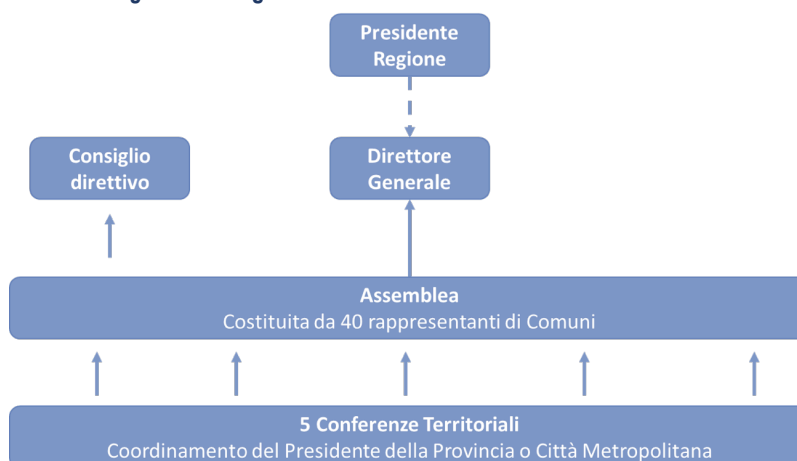 Presidente
Regione
Consiglio
direttivo
Direttore
Generale
Assemblea
Costituita da 40 rappresentanti di Comuni
5 Conferenze Territoriali
Coordinamento del Presidente della Provincia o Città Metropolitana